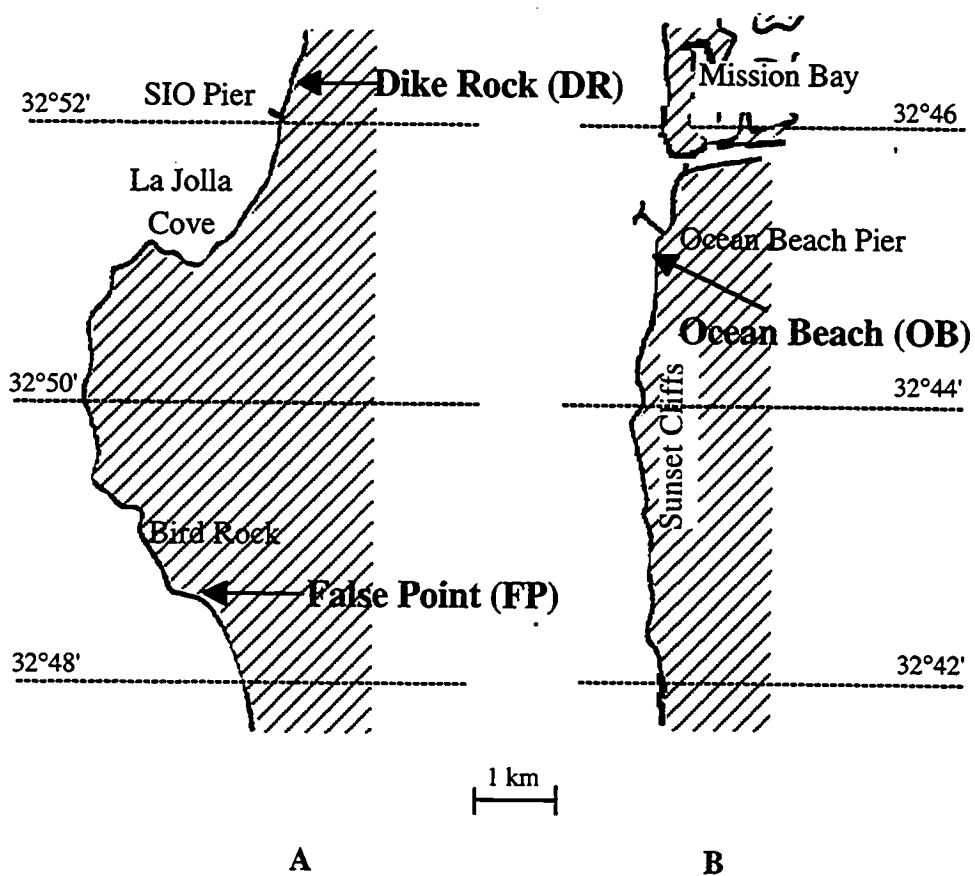 SIO Pier
Dike Rock (DR)
32°52'
La Jolla
Cove
32°50'
Bird Rock
False Point (FP)
32°48'
Mission Bay
32°46
Ocean Beach Pier
Ocean Beach (OB)
Sunset Cliffs
32°44'
32°42'
1 km
A
B